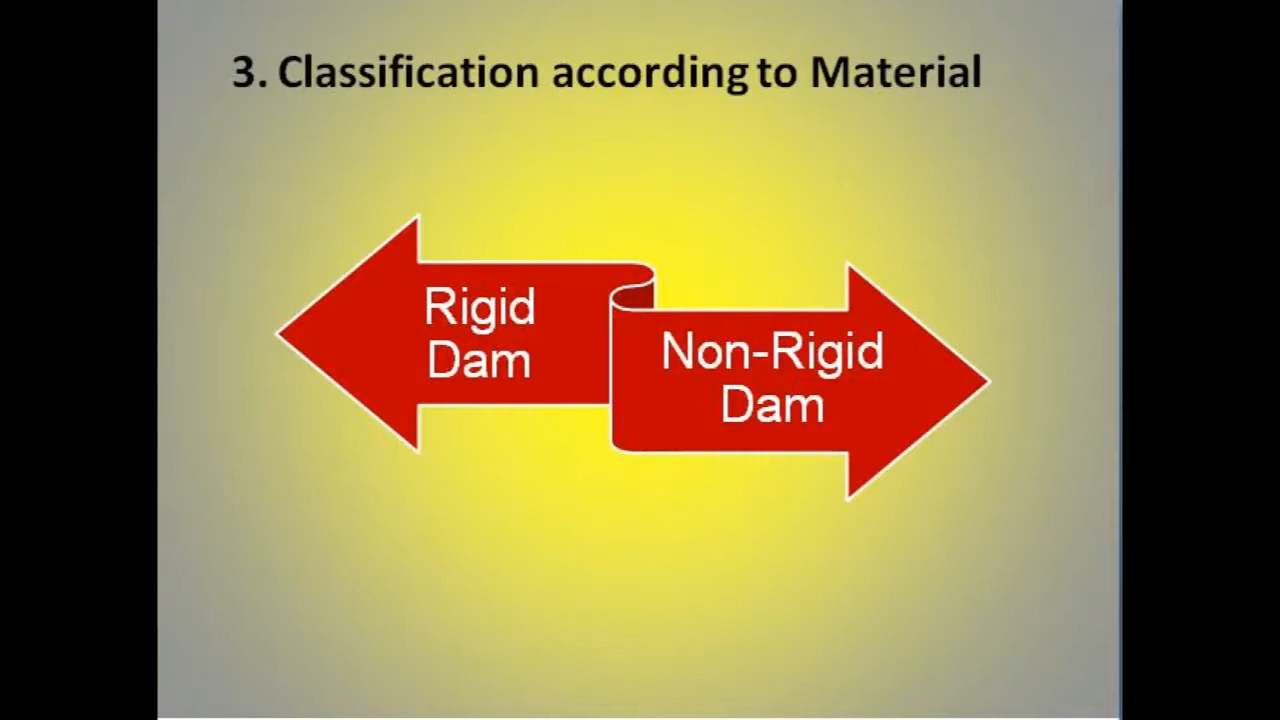 3. Classification according to Material
Rigid
Dam
Non-Rigid
Dam